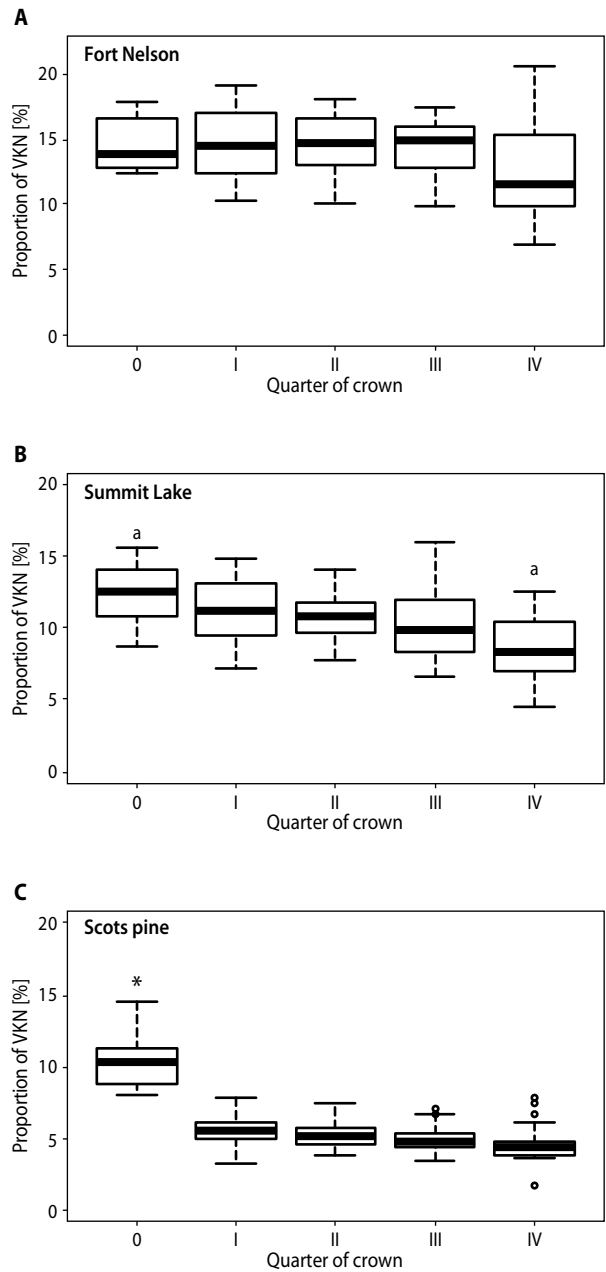 A
Fort Nelson
Proportion of VKN [%]
20
15
10
5
0
0 I II III IV
Quarter of crown
B
Summit Lake
Proportion of VKN [%]
20
15
10
5
0
a a
0 I II III IV
Quarter of crown
C
Scots pine
Proportion of VKN [%]
20
15
10
5
0
*
0 I II III IV
Quarter of crown